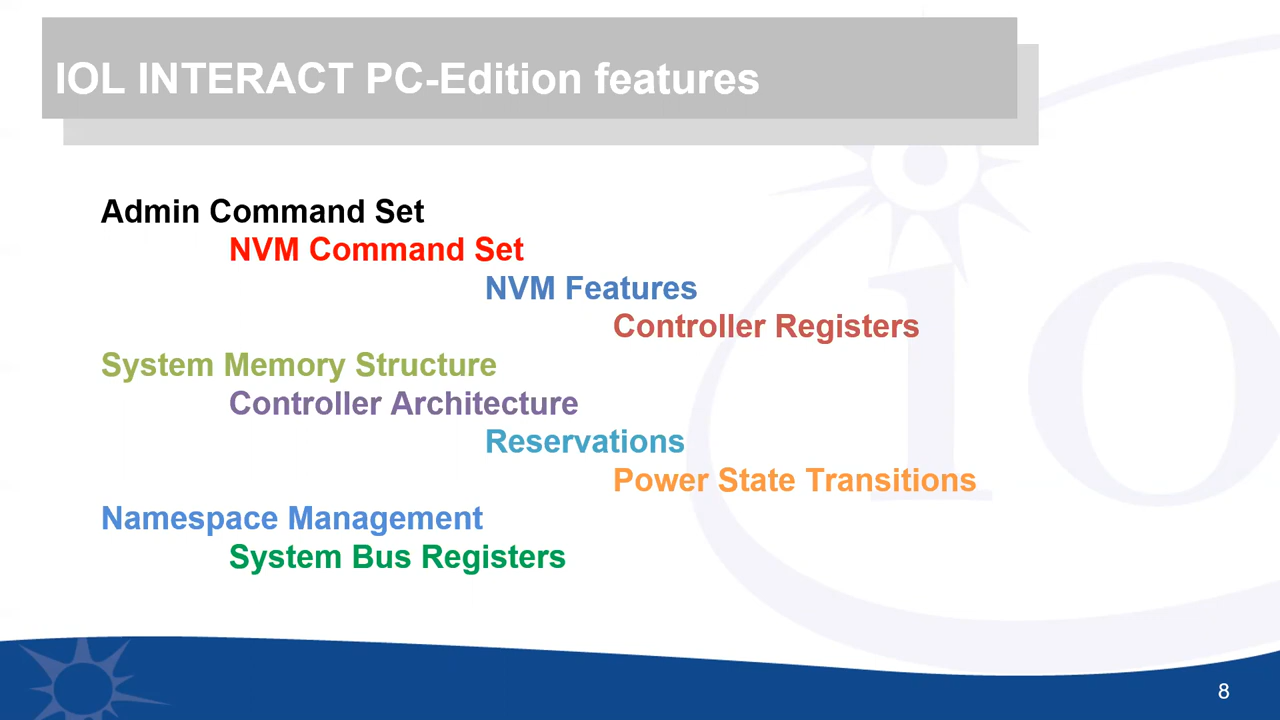 IOL INTERACT PC-Edition features
Admin Command Set
NVM Command Set
NVM Features
Controller Registers
System Memory Structure
Controller Architecture
Reservations
Power State Transitions
Namespace Management
System Bus Registers
8